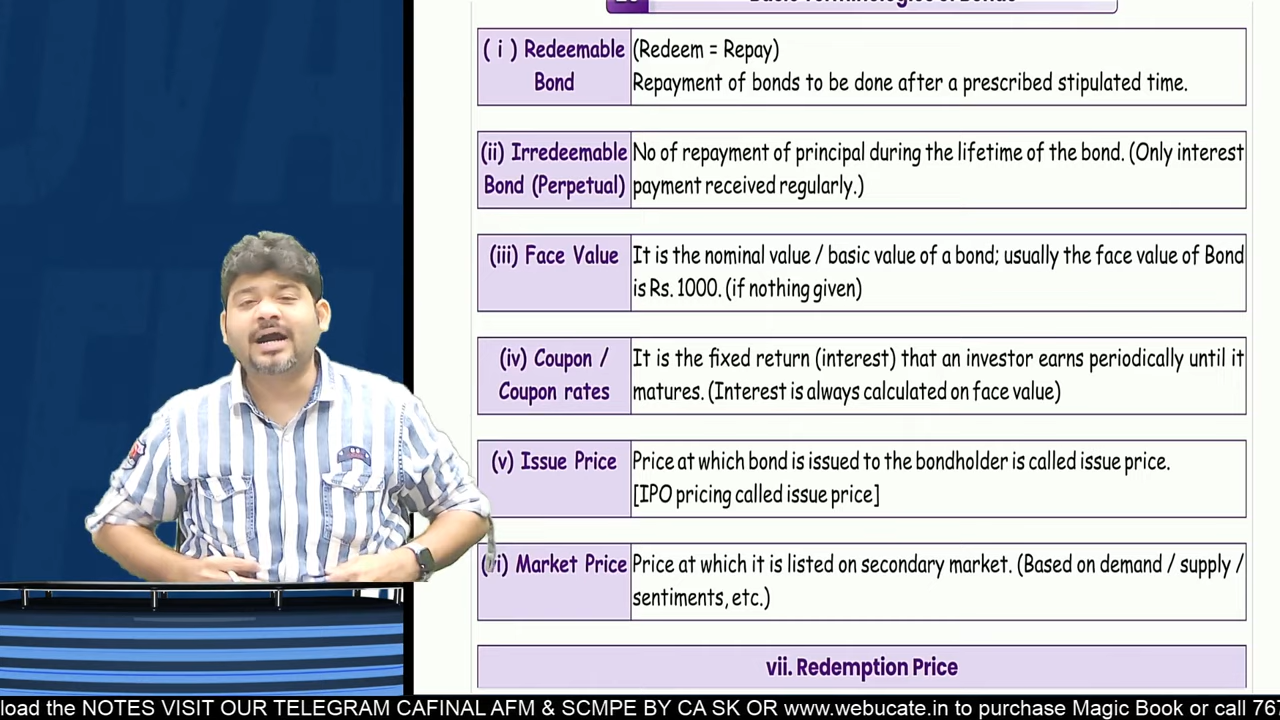 Basic Terminologies of Bonds
( i ) Redeemable
Bond
(Redeem = Repay)
Repayment of bonds to be done after a prescribed stipulated time.
(ii) Irredeemable
Bond (Perpetual)
No of repayment of principal during the lifetime of the bond. (Only interest
payment received regularly.)
(iii) Face Value
It is the nominal value / basic value of a bond; usually the face value of Bond
is Rs. 1000. (if nothing given)
(iv) Coupon /
Coupon rates
It is the fixed return (interest) that an investor earns periodically until it
matures. (Interest is always calculated on face value)
(v) Issue Price
Price at which bond is issued to the bondholder is called issue price.
[IPO pricing called issue price]
Market Price
Price at which it is listed on secondary market. (Based on demand / supply /
sentiments, etc.)
vii. Redemption Price
load the NOTES VISIT OUR TELEGRAM CAFINAL AFM & SCMPE BY CA SK OR www.webucate.in to purchase Magic Book or call 76